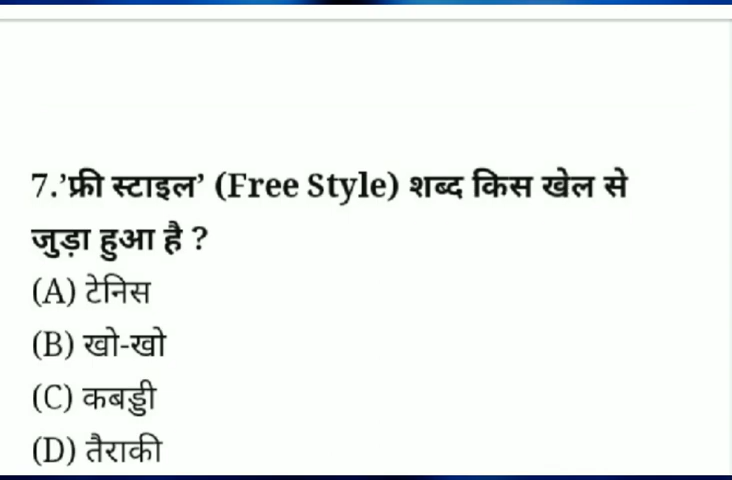 7.’फ्री स्टाइल’ (Free Style) शब्द किस खेल से
जुड़ा हुआ है ?
(A) टेनिस
(B) खो-खो
(C) कबड्डी
(D) तैराकी